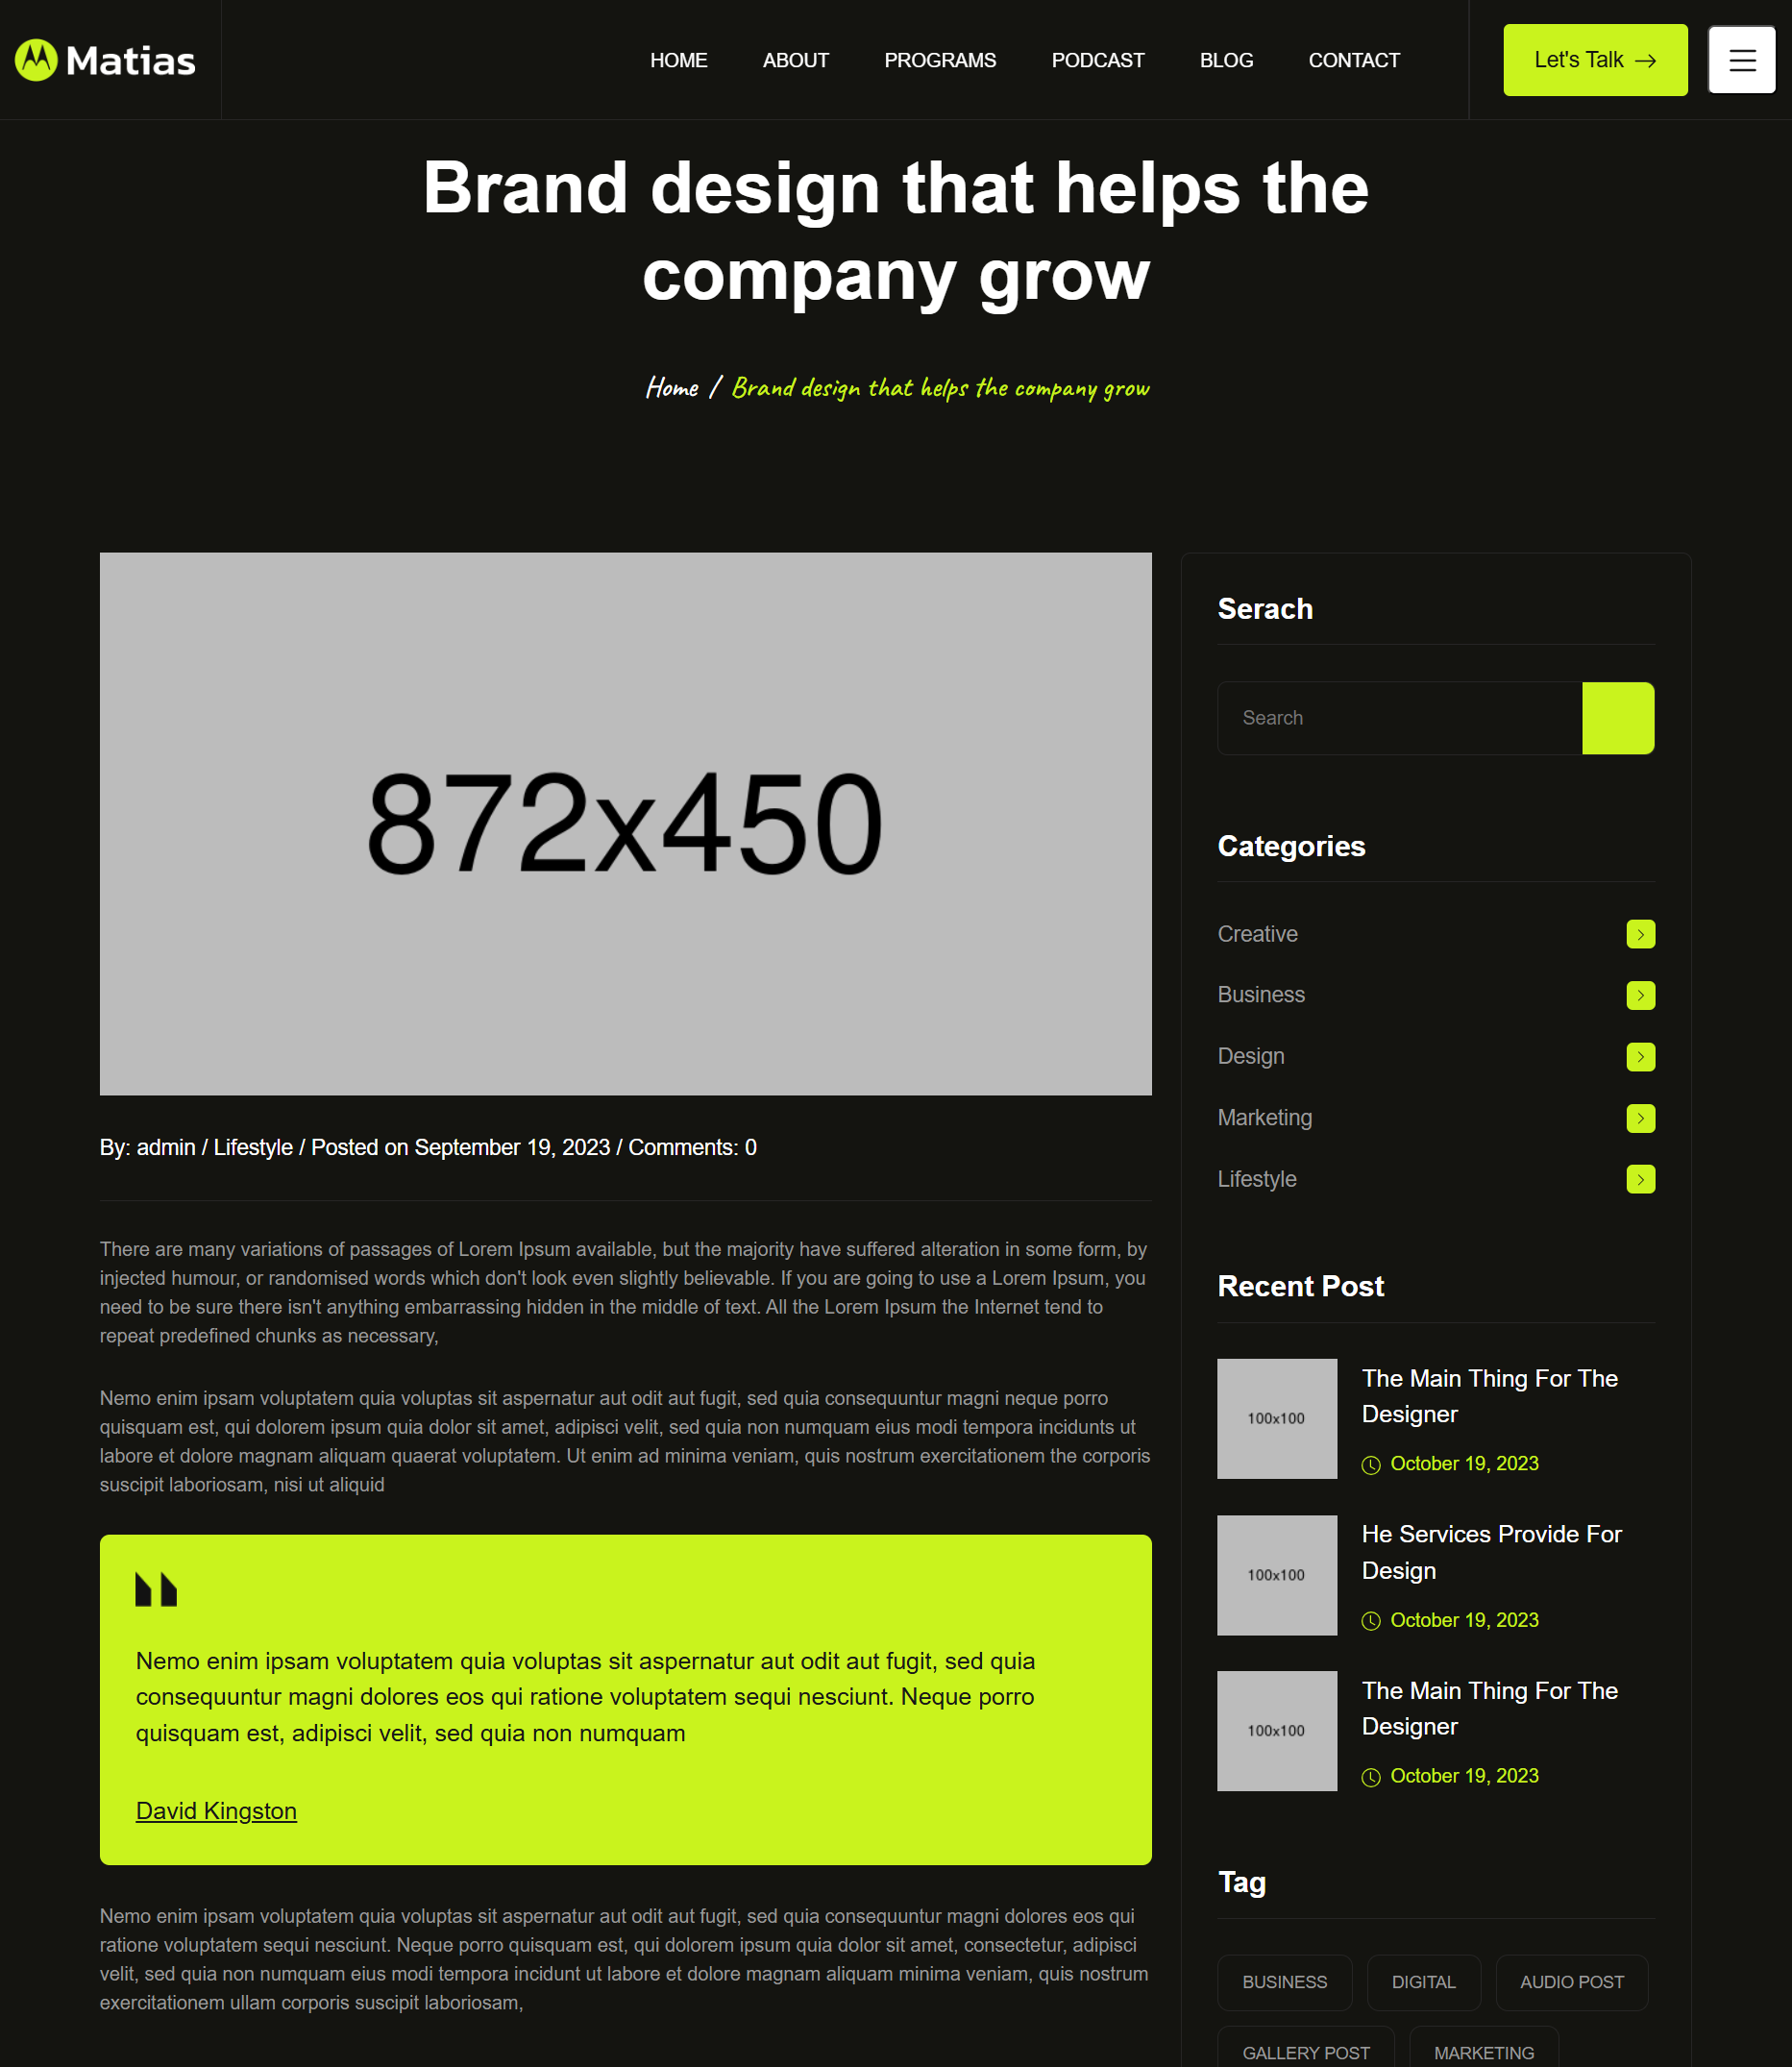 Matias
HOME ABOUT PROGRAMS PODCAST BLOG CONTACT
Let's Talk
Brand design that helps the
company grow
Home / Brand design that helps the company grow
872x450
By: admin / Lifestyle / Posted on September 19, 2023 / Comments: 0
There are many variations of passages of Lorem Ipsum available, but the majority have suffered alteration in some form, by
injected humour, or randomised words which don't look even slightly believable. If you are going to use a Lorem Ipsum, you
need to be sure there isn't anything embarrassing hidden in the middle of text. All the Lorem Ipsum the Internet tend to
repeat predefined chunks as necessary,
Nemo enim ipsam voluptatem quia voluptas sit aspernatur aut odit aut fugit, sed quia consequuntur magni neque porro
quisquam est, qui dolorem ipsum quia dolor sit amet, adipisci velit, sed quia non numquam eius modi tempora incidunts ut
labore et dolore magnam aliquam quaerat voluptatem. Ut enim ad minima veniam, quis nostrum exercitationem the corporis
suscipit laboriosam, nisi ut aliquid
Nemo enim ipsam voluptatem quia voluptas sit aspernatur aut odit aut fugit, sed quia
consequuntur magni dolores eos qui ratione voluptatem sequi nesciunt. Neque porro
quisquam est, adipisci velit, sed quia non numquam
David Kingston
Nemo enim ipsam voluptatem quia voluptas sit aspernatur aut odit aut fugit, sed quia consequuntur magni dolores eos qui
ratione voluptatem sequi nesciunt. Neque porro quisquam est, qui dolorem ipsum quia dolor sit amet, consectetur, adipisci
velit, sed quia non numquam eius modi tempora incidunt ut labore et dolore magnam aliquam minima veniam, quis nostrum
exercitationem ullam corporis suscipit laboriosam,
Serach
Search
Categories
Creative
Business
Design
Marketing
Lifestyle
Recent Post
100x100
The Main Thing For The
Designer
October 19, 2023
100x100
He Services Provide For
Design
October 19, 2023
100x100
The Main Thing For The
Designer
October 19, 2023
Tag
BUSINESS DIGITAL AUDIO POST
GALLERY POST MARKETING